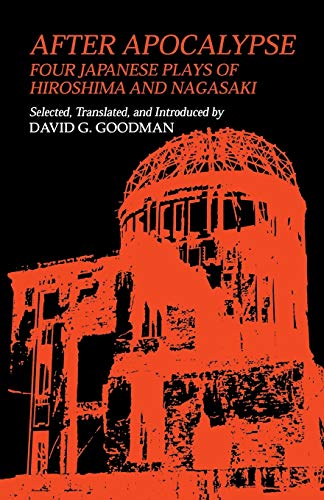 AFTER APOCALYPSE
FOUR JAPANESE PLAYS OF
HIROSHIMA AND NAGASAKI
Selected, Translated, and Introduced by
DAVID G. GOODMAN